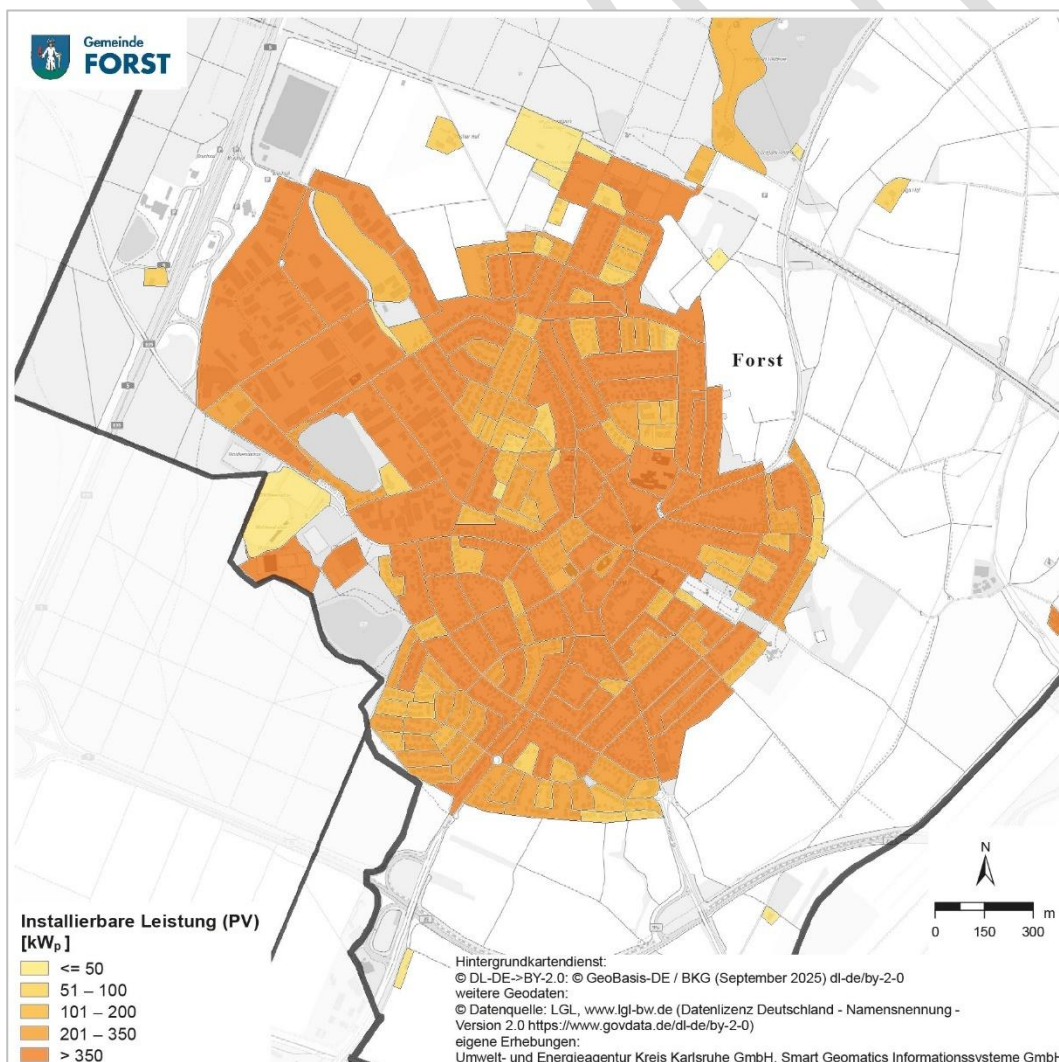 Gemeinde
FORST
Forst
N
0 150 300 m
Installierbare Leistung (PV)
[kWp]
<= 50
51 – 100
101 – 200
201 – 350
> 350
Hintergrundkartendienst:
© DL-DE->BY-2.0: © GeoBasis-DE / BKG (September 2025) dl-de/by-2-0
weitere Geodaten:
© Datenquelle: LGL, www.lgl-bw.de (Datenlizenz Deutschland - Namensnennung -
Version 2.0 https://www.govdata.de/dl-de/by-2-0)
eigene Erhebungen:
Umwelt- und Energieagentur Kreis Karlsruhe GmbH, Smart Geomatics Informationssysteme GmbH